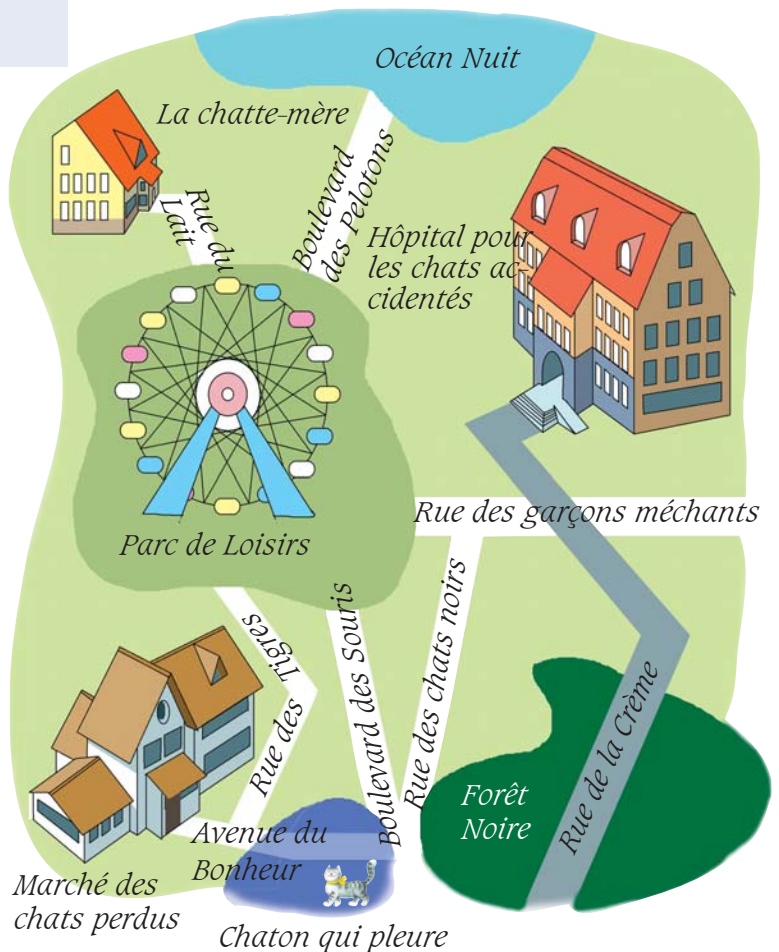 Océan Nuit
La chatte-mère
Rue du
Lait
Boulevard
des Pelotons
Hôpital pour
les chats ac-
cidentés
Rue des garçons méchants
Parc de Loisirs
Rue des Tigres
Boulevard des Souris
Rue des chats noirs
Rue de la Crème
Forêt
Noire
Avenue du
Bonheur
Marché des
chats perdus
Chaton qui pleure